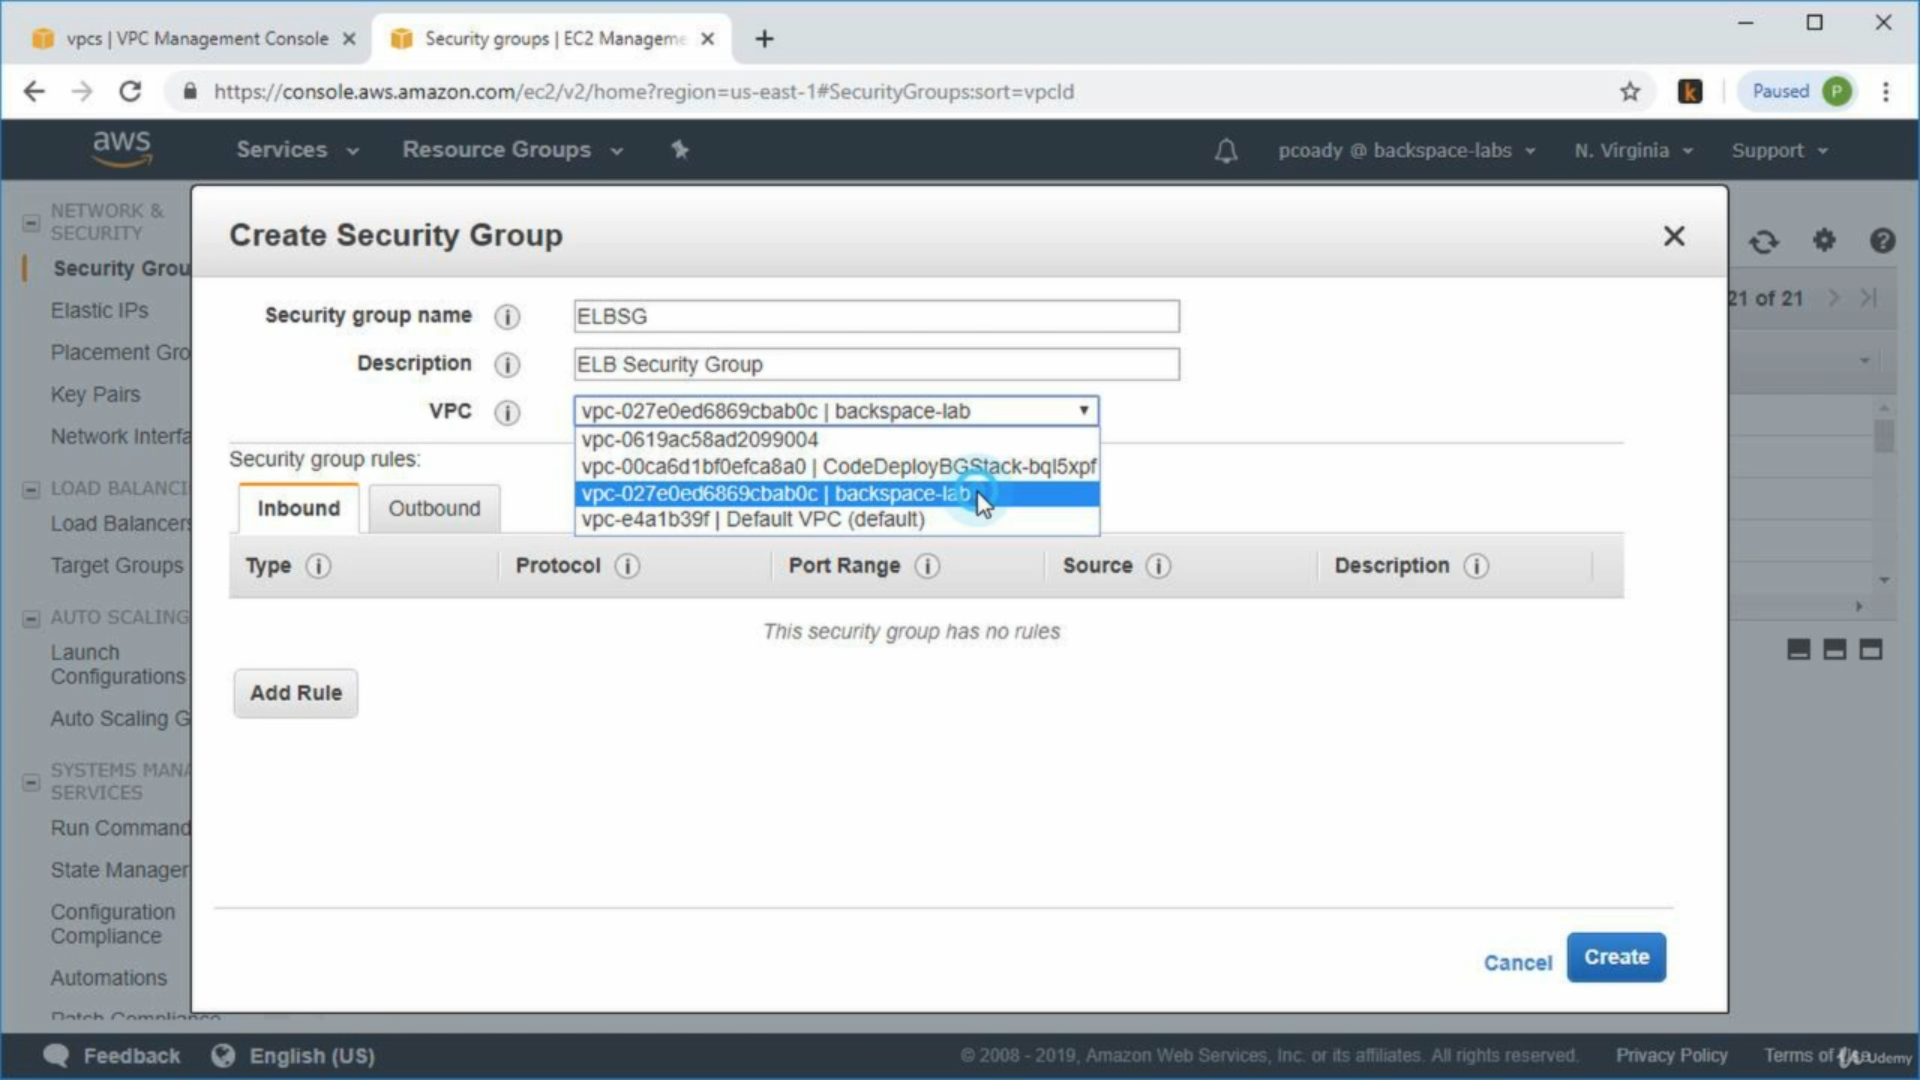 vpcs | VPC Management Console
Security groups | EC2 Manageme
https://console.aws.amazon.com/ec2/v2/home?region=us-east-1#SecurityGroups:sort=vpcId
k
Paused P
aws
Services
Resource Groups
pcoady @ backspace-labs
N. Virginia
Support
NETWORK &
SECURITY
Security Grou
Elastic IPs
Placement Gro
Key Pairs
Network Interfa
LOAD BALANCI
Load Balancers
Target Groups
AUTO SCALING
Launch
Configurations
Auto Scaling G
SYSTEMS MANA
SERVICES
Run Command
State Manager
Configuration
Compliance
Automations
Patch Compliance
21 of 21
Create Security Group
Security group name
ELBSG
Description
ELB Security Group
VPC
vpc-027e0ed6869cbab0c | backspace-lab
vpc-0619ac58ad2099004
vpc-00ca6d1bf0efca8a0 | CodeDeployBGStack-bql5xpf
vpc-027e0ed6869cbab0c | backspace-lab
vpc-e4a1b39f | Default VPC (default)
Security group rules:
Inbound
Outbound
Type
Protocol
Port Range
Source
Description
This security group has no rules
Add Rule
Cancel
Create
Feedback
English (US)
© 2008 - 2019, Amazon Web Services, Inc. or its affiliates. All rights reserved.
Privacy Policy
Terms of Use
Udemy